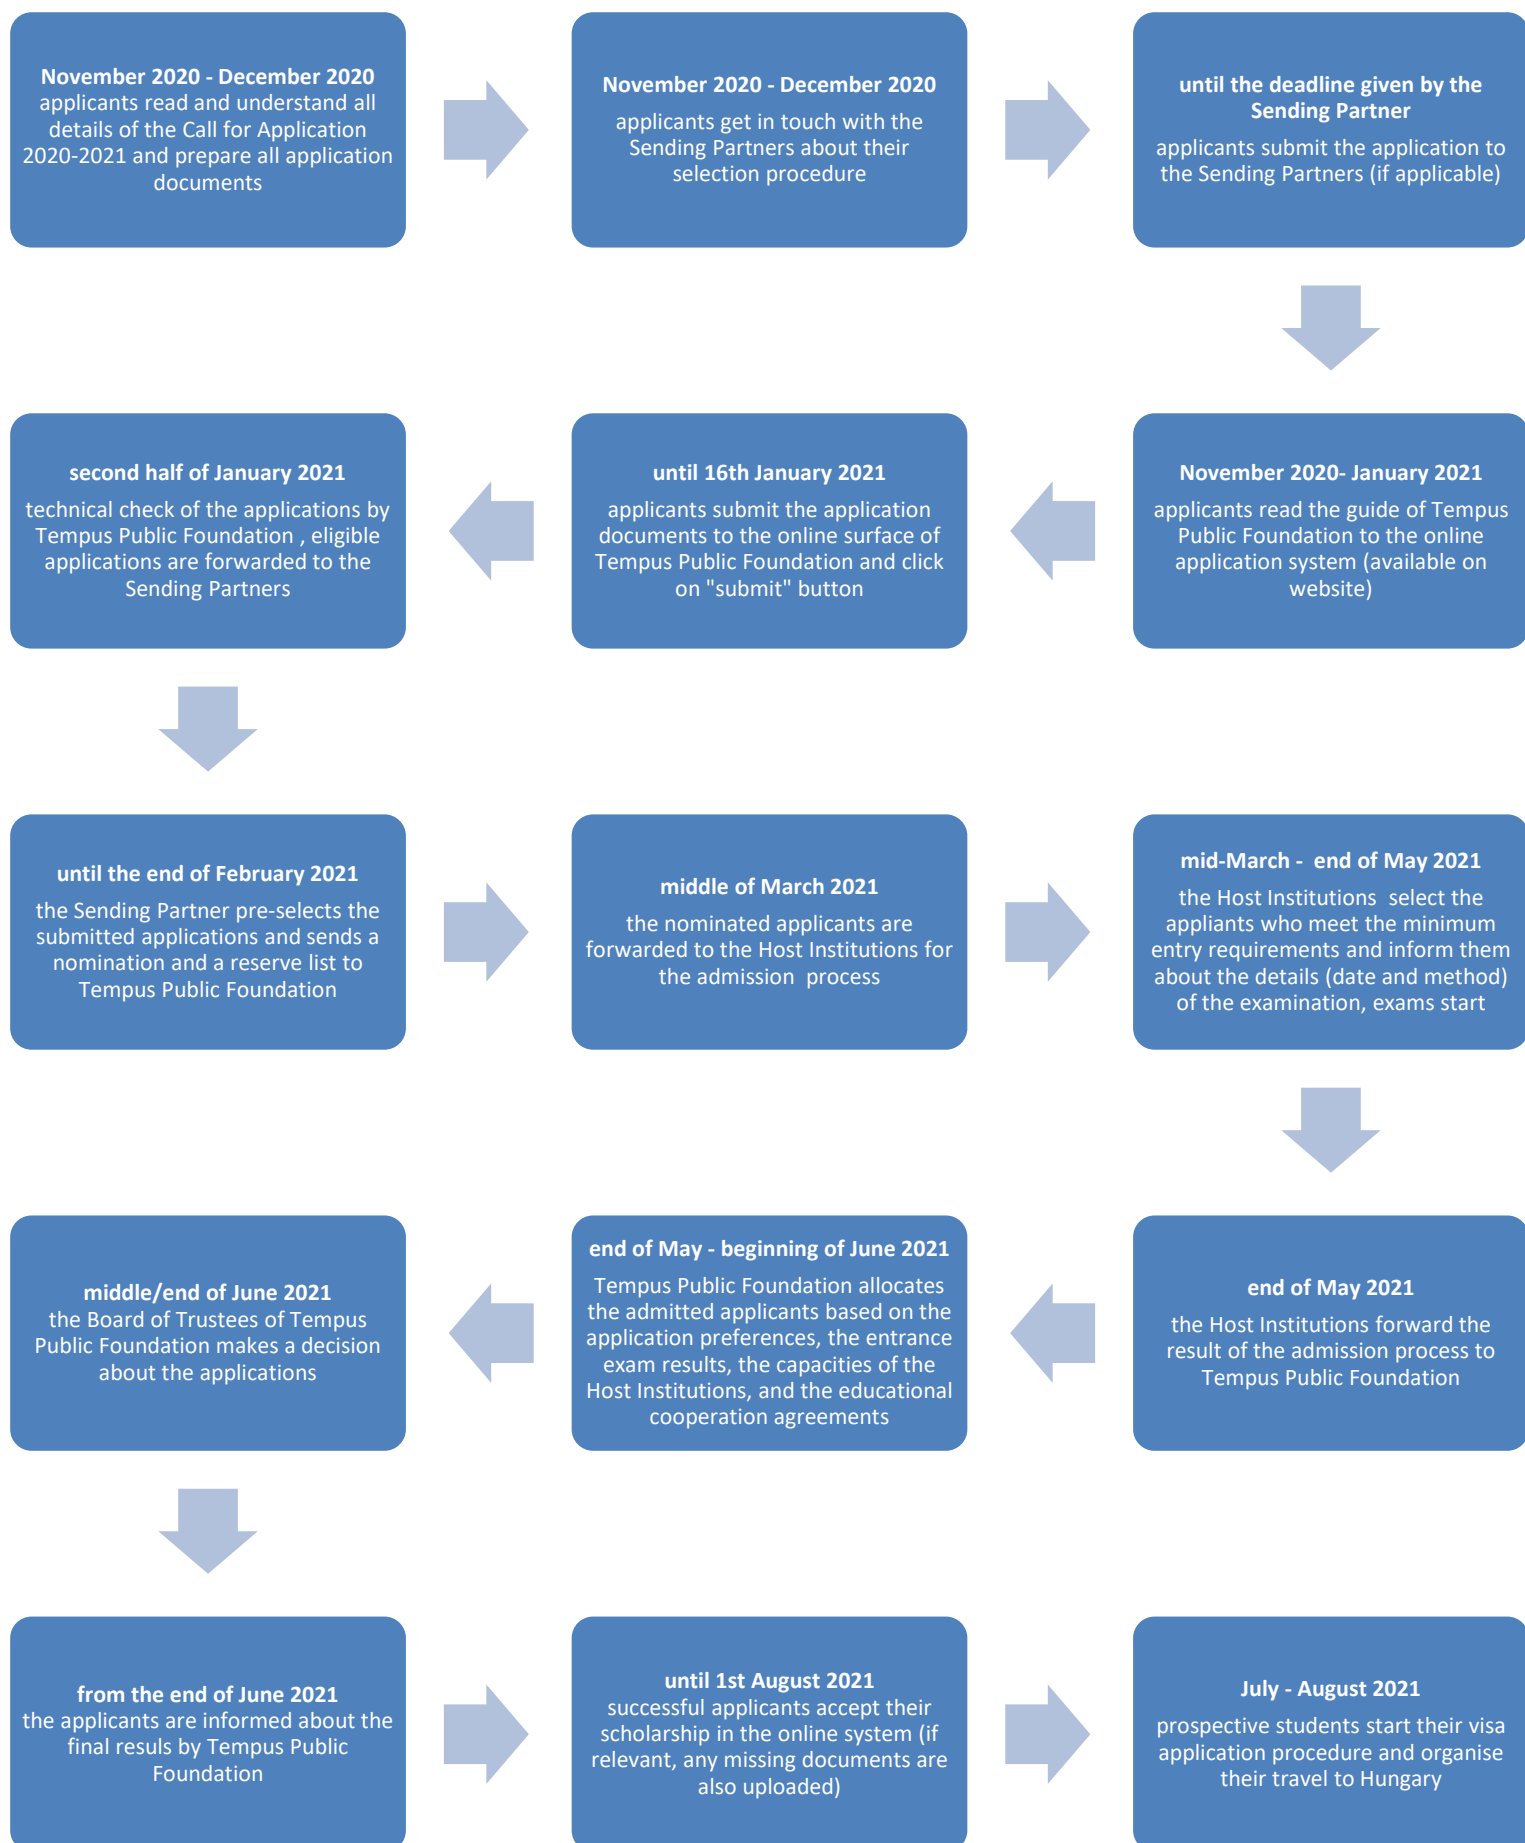 November 2020 - December 2020
applicants read and understand all
details of the Call for Application
2020-2021 and prepare all application
documents
November 2020 - December 2020
applicants get in touch with the
Sending Partners about their
selection procedure
until the deadline given by the
Sending Partner
applicants submit the application to
the Sending Partners (if applicable)
November 2020- January 2021
applicants read the guide of Tempus
Public Foundation to the online
application system (available on
website)
until 16th January 2021
applicants submit the application
documents to the online surface of
Tempus Public Foundation and click
on "submit" button
second half of January 2021
technical check of the applications by
Tempus Public Foundation , eligible
applications are forwarded to the
Sending Partners
until the end of February 2021
the Sending Partner pre-selects the
submitted applications and sends a
nomination and a reserve list to
Tempus Public Foundation
middle of March 2021
the nominated applicants are
forwarded to the Host Institutions for
the admission  process
mid-March -  end of May 2021
the Host Institutions  select the
appliants who meet the minimum
entry requirements and inform them
about the details (date and method)
of the examination, exams start
end of May 2021
the Host Institutions forward the
result of the admission process to
Tempus Public Foundation
end of May - beginning of June 2021
Tempus Public Foundation allocates
the admitted applicants based on the
application preferences, the entrance
exam results, the capacities of the
Host Institutions, and the educational
cooperation agreements
middle/end of June 2021
the Board of Trustees of Tempus
Public Foundation makes a decision
about the applications
from the end of June 2021
the applicants are informed about the
final resuls by Tempus Public
Foundation
until 1st August 2021
successful applicants accept their
scholarship in the online system (if
relevant, any missing documents are
also uploaded)
July - August 2021
prospective students start their visa
application procedure and organise
their travel to Hungary